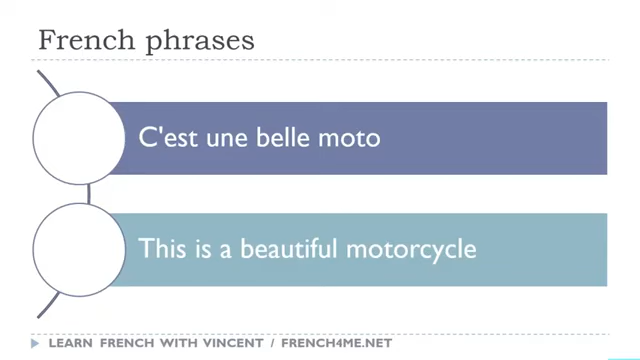 French phrases
C'est une belle moto
This is a beautiful motorcycle
LEARN FRENCH WITH VINCENT / FRENCH4ME.NET